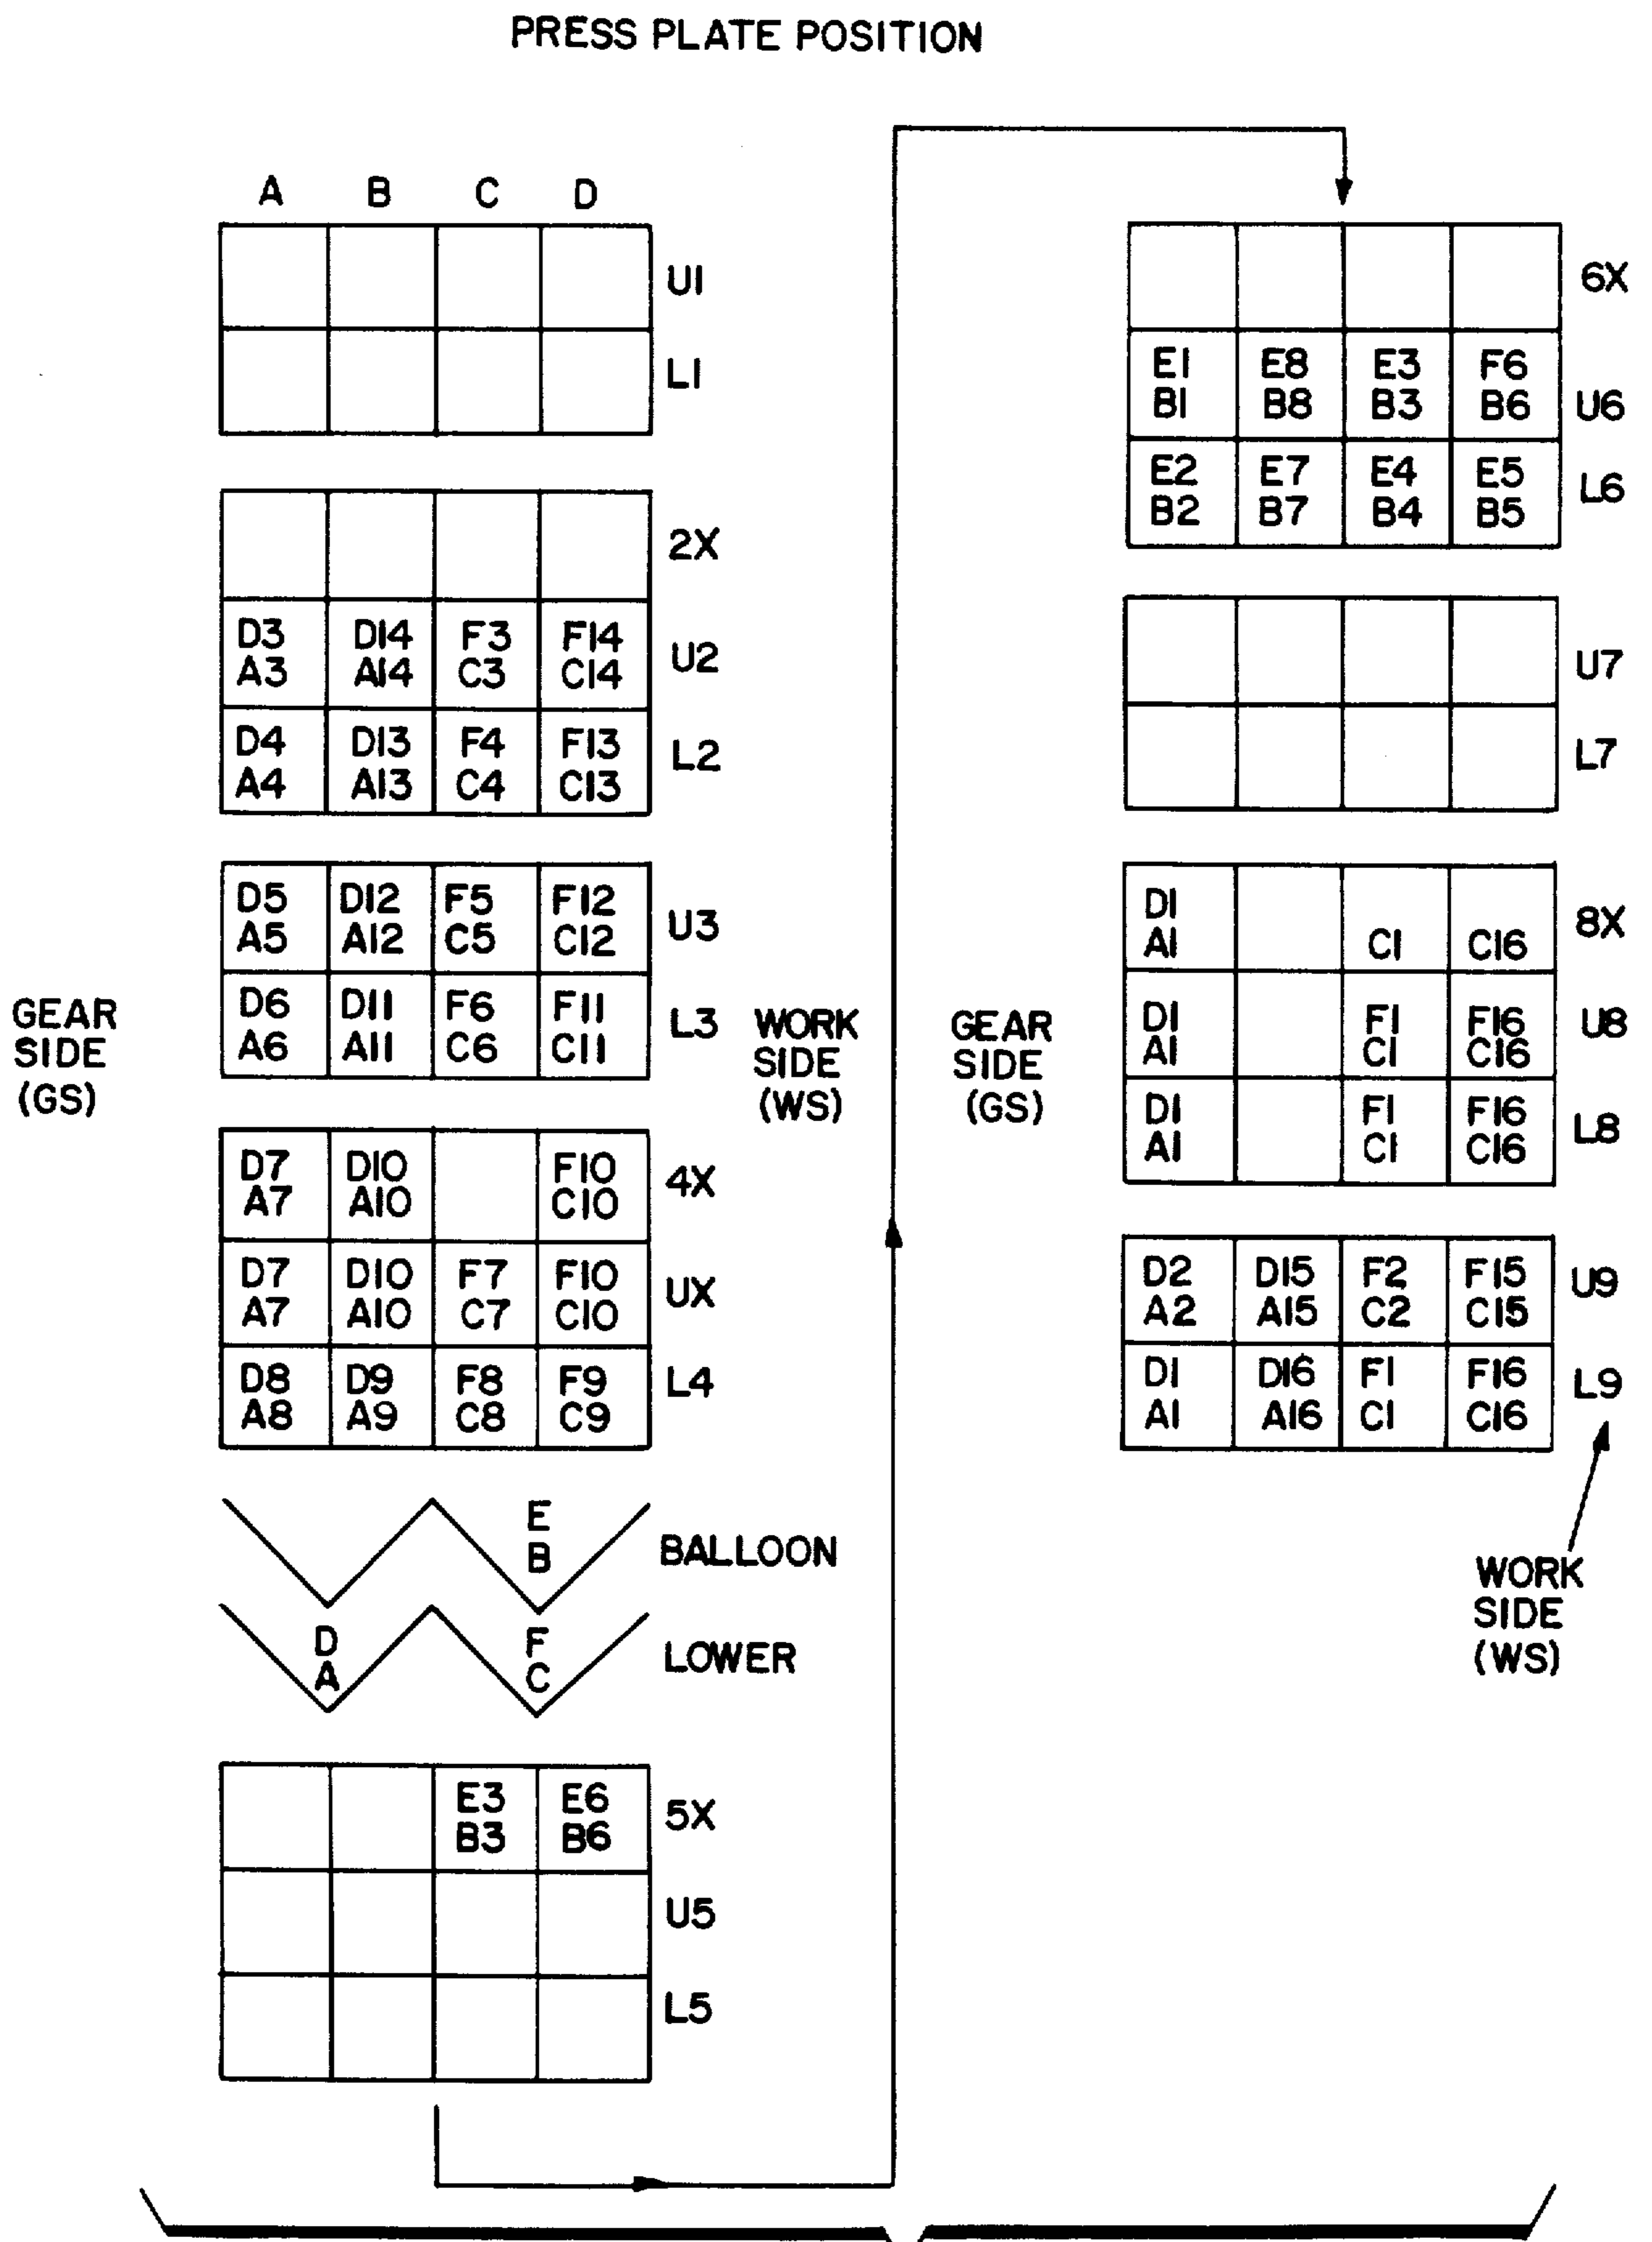 PRESS PLATE POSITION
A B C D
U1
L1
2X
D3 D14 F3 F14
A3 A14 C3 C14
U2
D4 D13 F4 F13
A4 A13 C4 C13
L2
D5 D12 F5 F12
A5 A12 C5 C12
U3
D6 D11 F6 F11
A6 A11 C6 C11
L3
GEAR
SIDE
(GS)
WORK
SIDE
(WS)
D7 D10 F10
A7 A10 C10
4X
D7 D10 F7 F10
A7 A10 C7 C10
UX
D8 D9 F8 F9
A8 A9 C8 C9
L4
E
B
BALLOON
D F
A C
LOWER
E3 E6
B3 B6
5X
U5
L5
6X
E1 E8 E3 F6
B1 B8 B3 B6
U6
E2 E7 E4 E5
B2 B7 B4 B5
L6
U7
L7
D1
A1 C1 C16
8X
GEAR
SIDE
(GS)
D1 F1 F16
A1 C1 C16
U8
D1 F1 F16
A1 C1 C16
L8
D2 D15 F2 F15
A2 A15 C2 C15
U9
D1 D16 F1 F16
A1 A16 C1 C16
L9
WORK
SIDE
(WS)